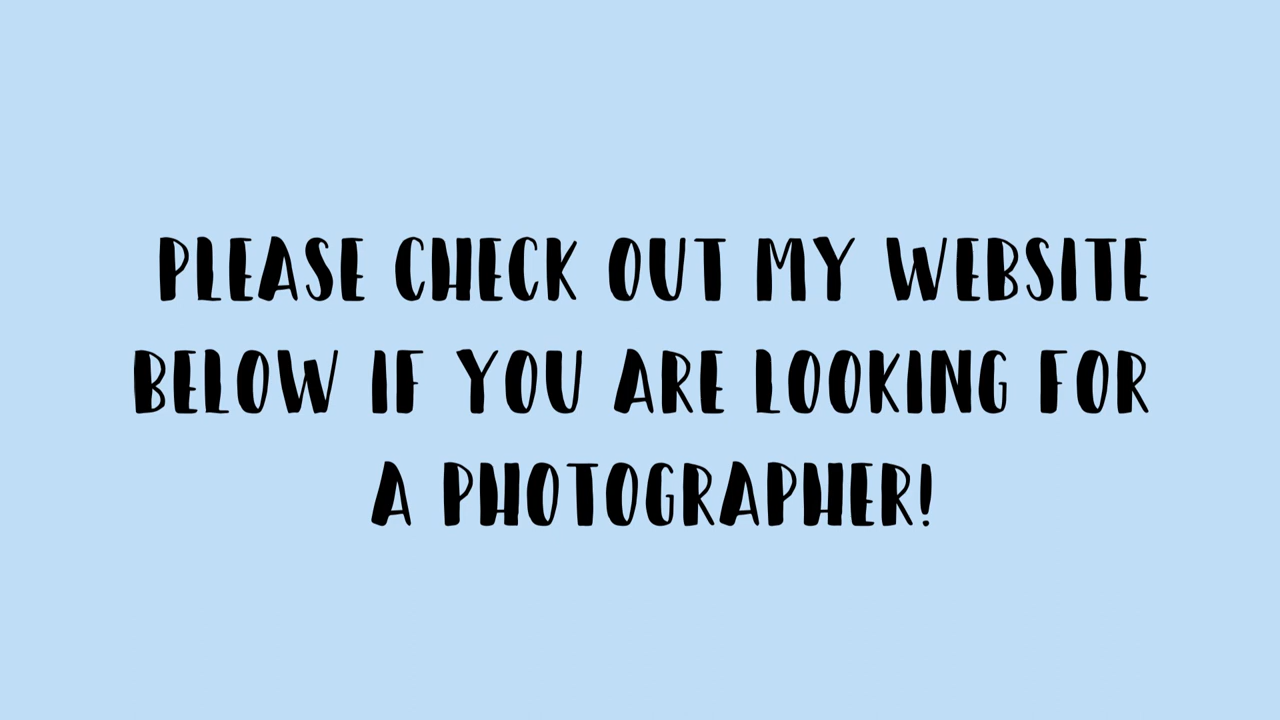 PLEASE CHECK OUT MY WEBSITE
BELOW IF YOU ARE LOOKING FOR
A PHOTOGRAPHER!